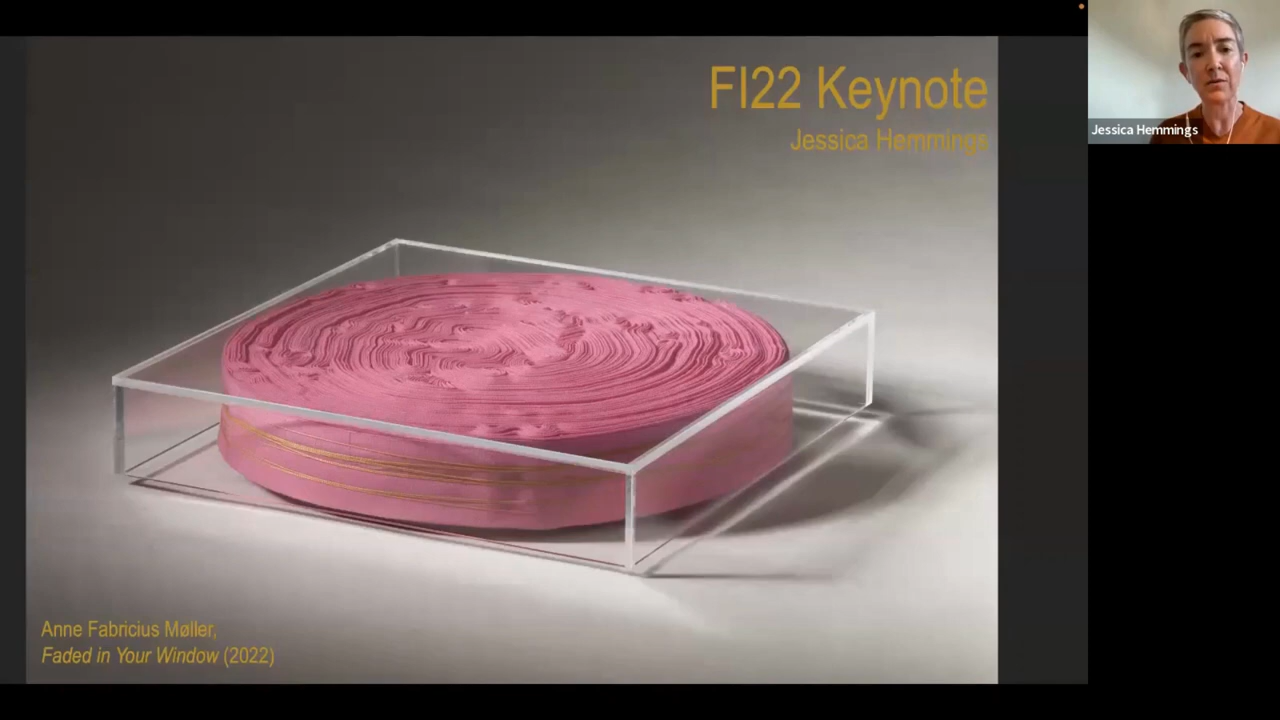 FI22 Keynote
Jessica Hemmings
Jessica Hemmings
Anne Fabricius Møller,
Faded in Your Window (2022)